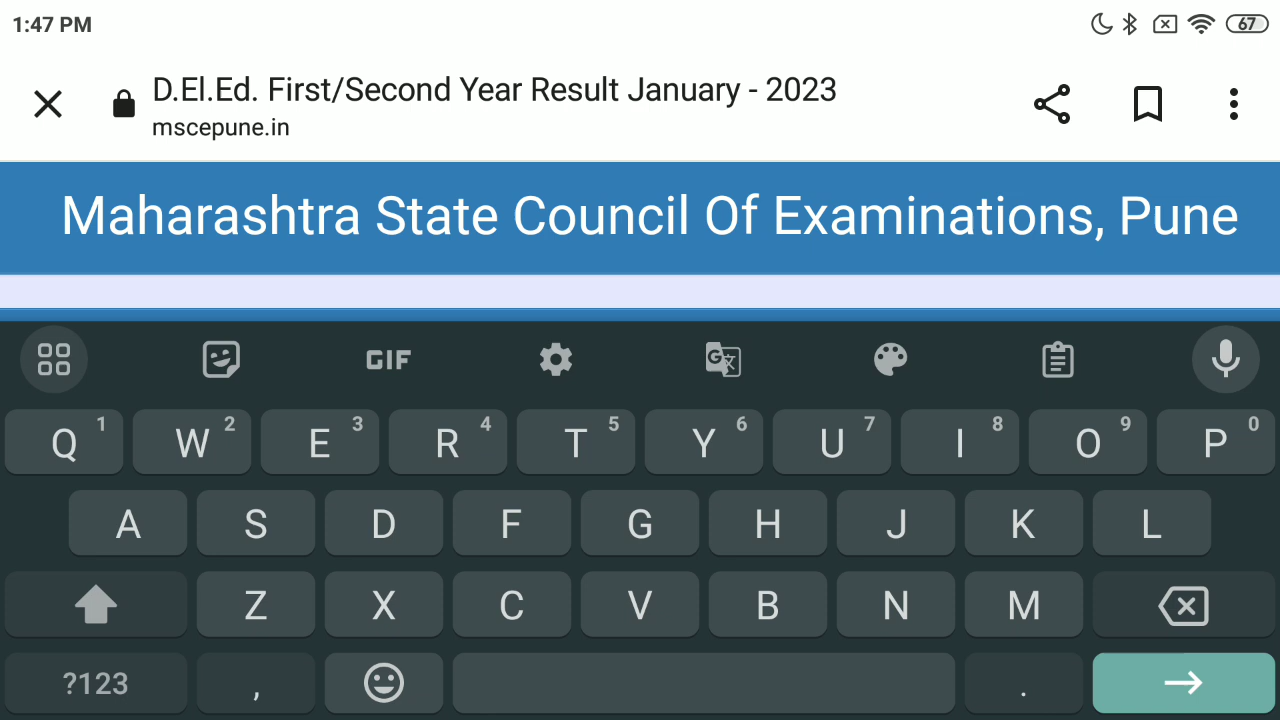 1:47 PM
67
D.El.Ed. First/Second Year Result January - 2023
mscepune.in
Maharashtra State Council Of Examinations, Pune
GIF
G 文
Q 1 W 2 E 3 R 4 T 5 Y 6 U 7 I 8 O 9 P 0
A S D F G H J K L
Z X C V B N M
?123 , .